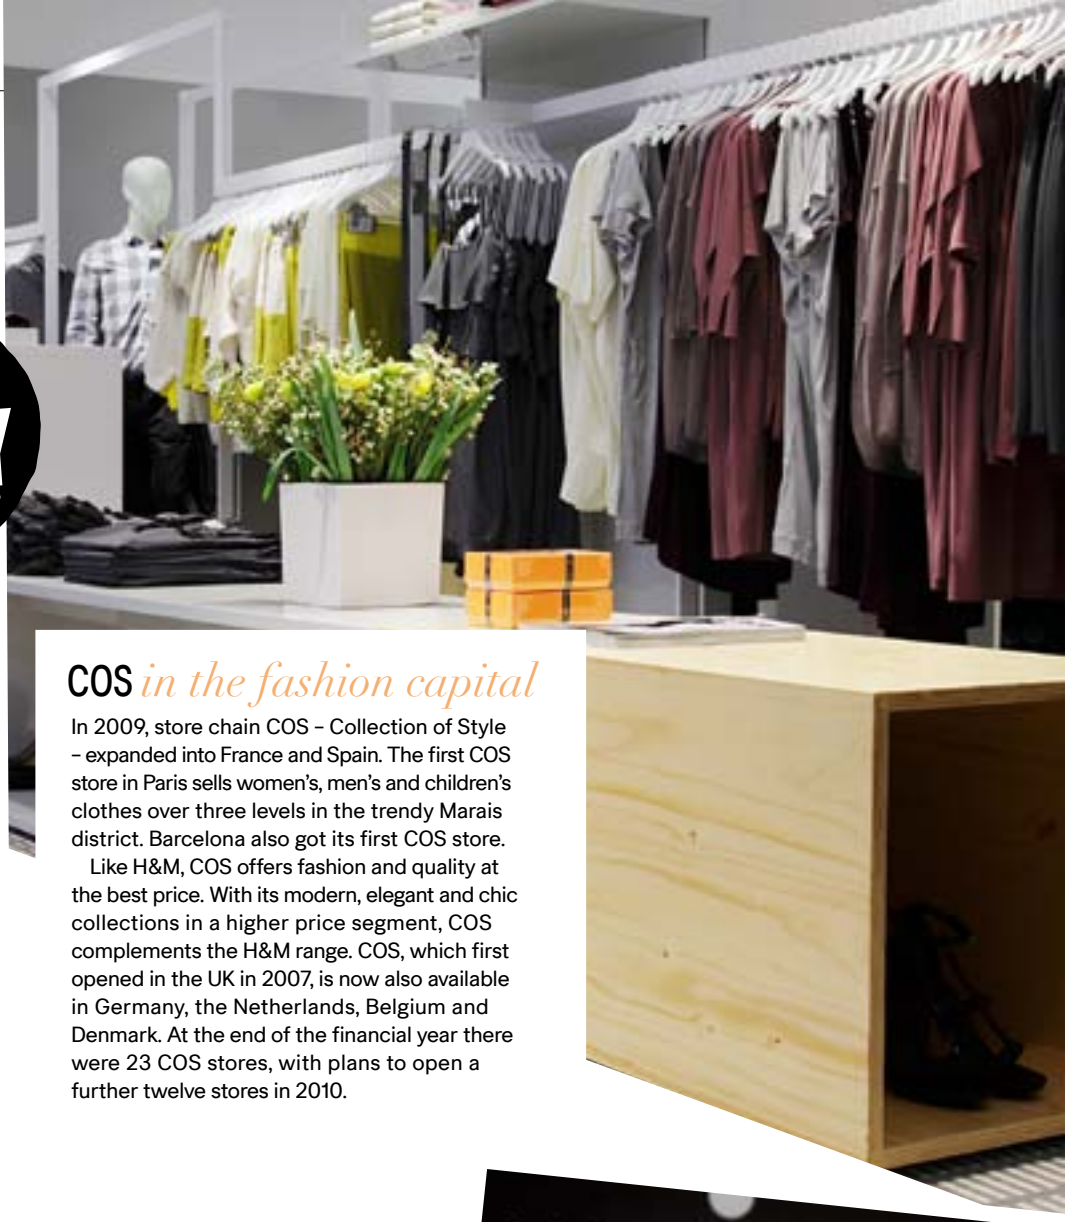 COS in the fashion capital
In 2009, store chain COS – Collection of Style
– expanded into France and Spain. The first COS
store in Paris sells women’s, men’s and children’s
clothes over three levels in the trendy Marais
district. Barcelona also got its first COS store.
Like H&M, COS offers fashion and quality at
the best price. With its modern, elegant and chic
collections in a higher price segment, COS
complements the H&M range. COS, which first
opened in the UK in 2007, is now also available
in Germany, the Netherlands, Belgium and
Denmark. At the end of the financial year there
were 23 COS stores, with plans to open a
further twelve stores in 2010.